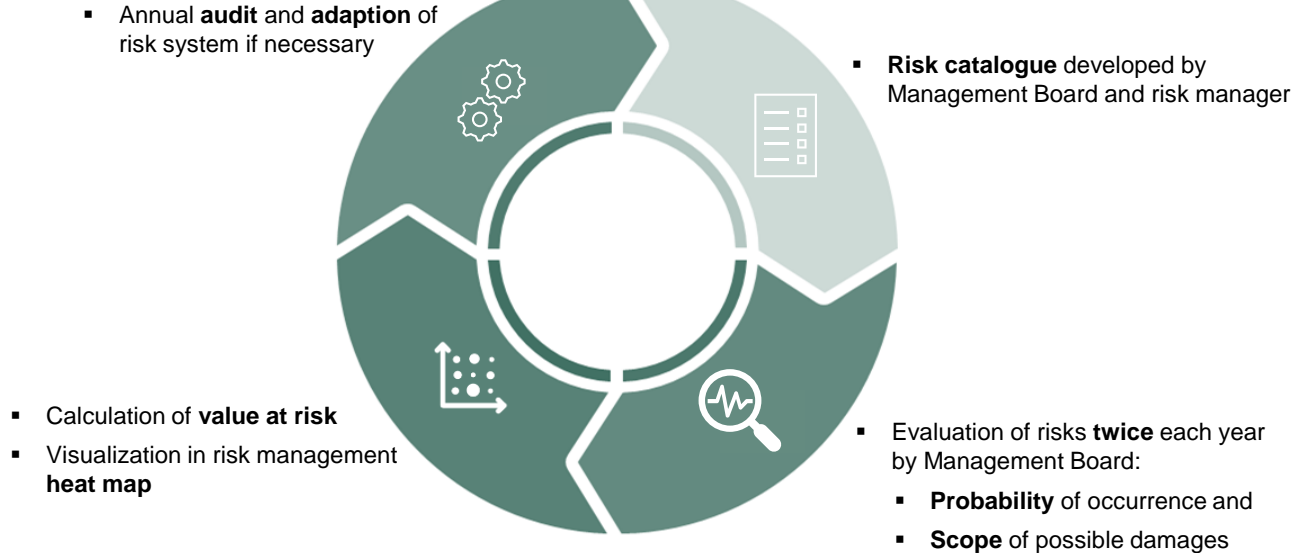 ▪ Annual audit and adaption of
risk system if necessary
▪ Risk catalogue developed by
Management Board and risk manager
▪ Calculation of value at risk
▪ Visualization in risk management
heat map
▪ Evaluation of risks twice each year
by Management Board:
▪ Probability of occurrence and
▪ Scope of possible damages